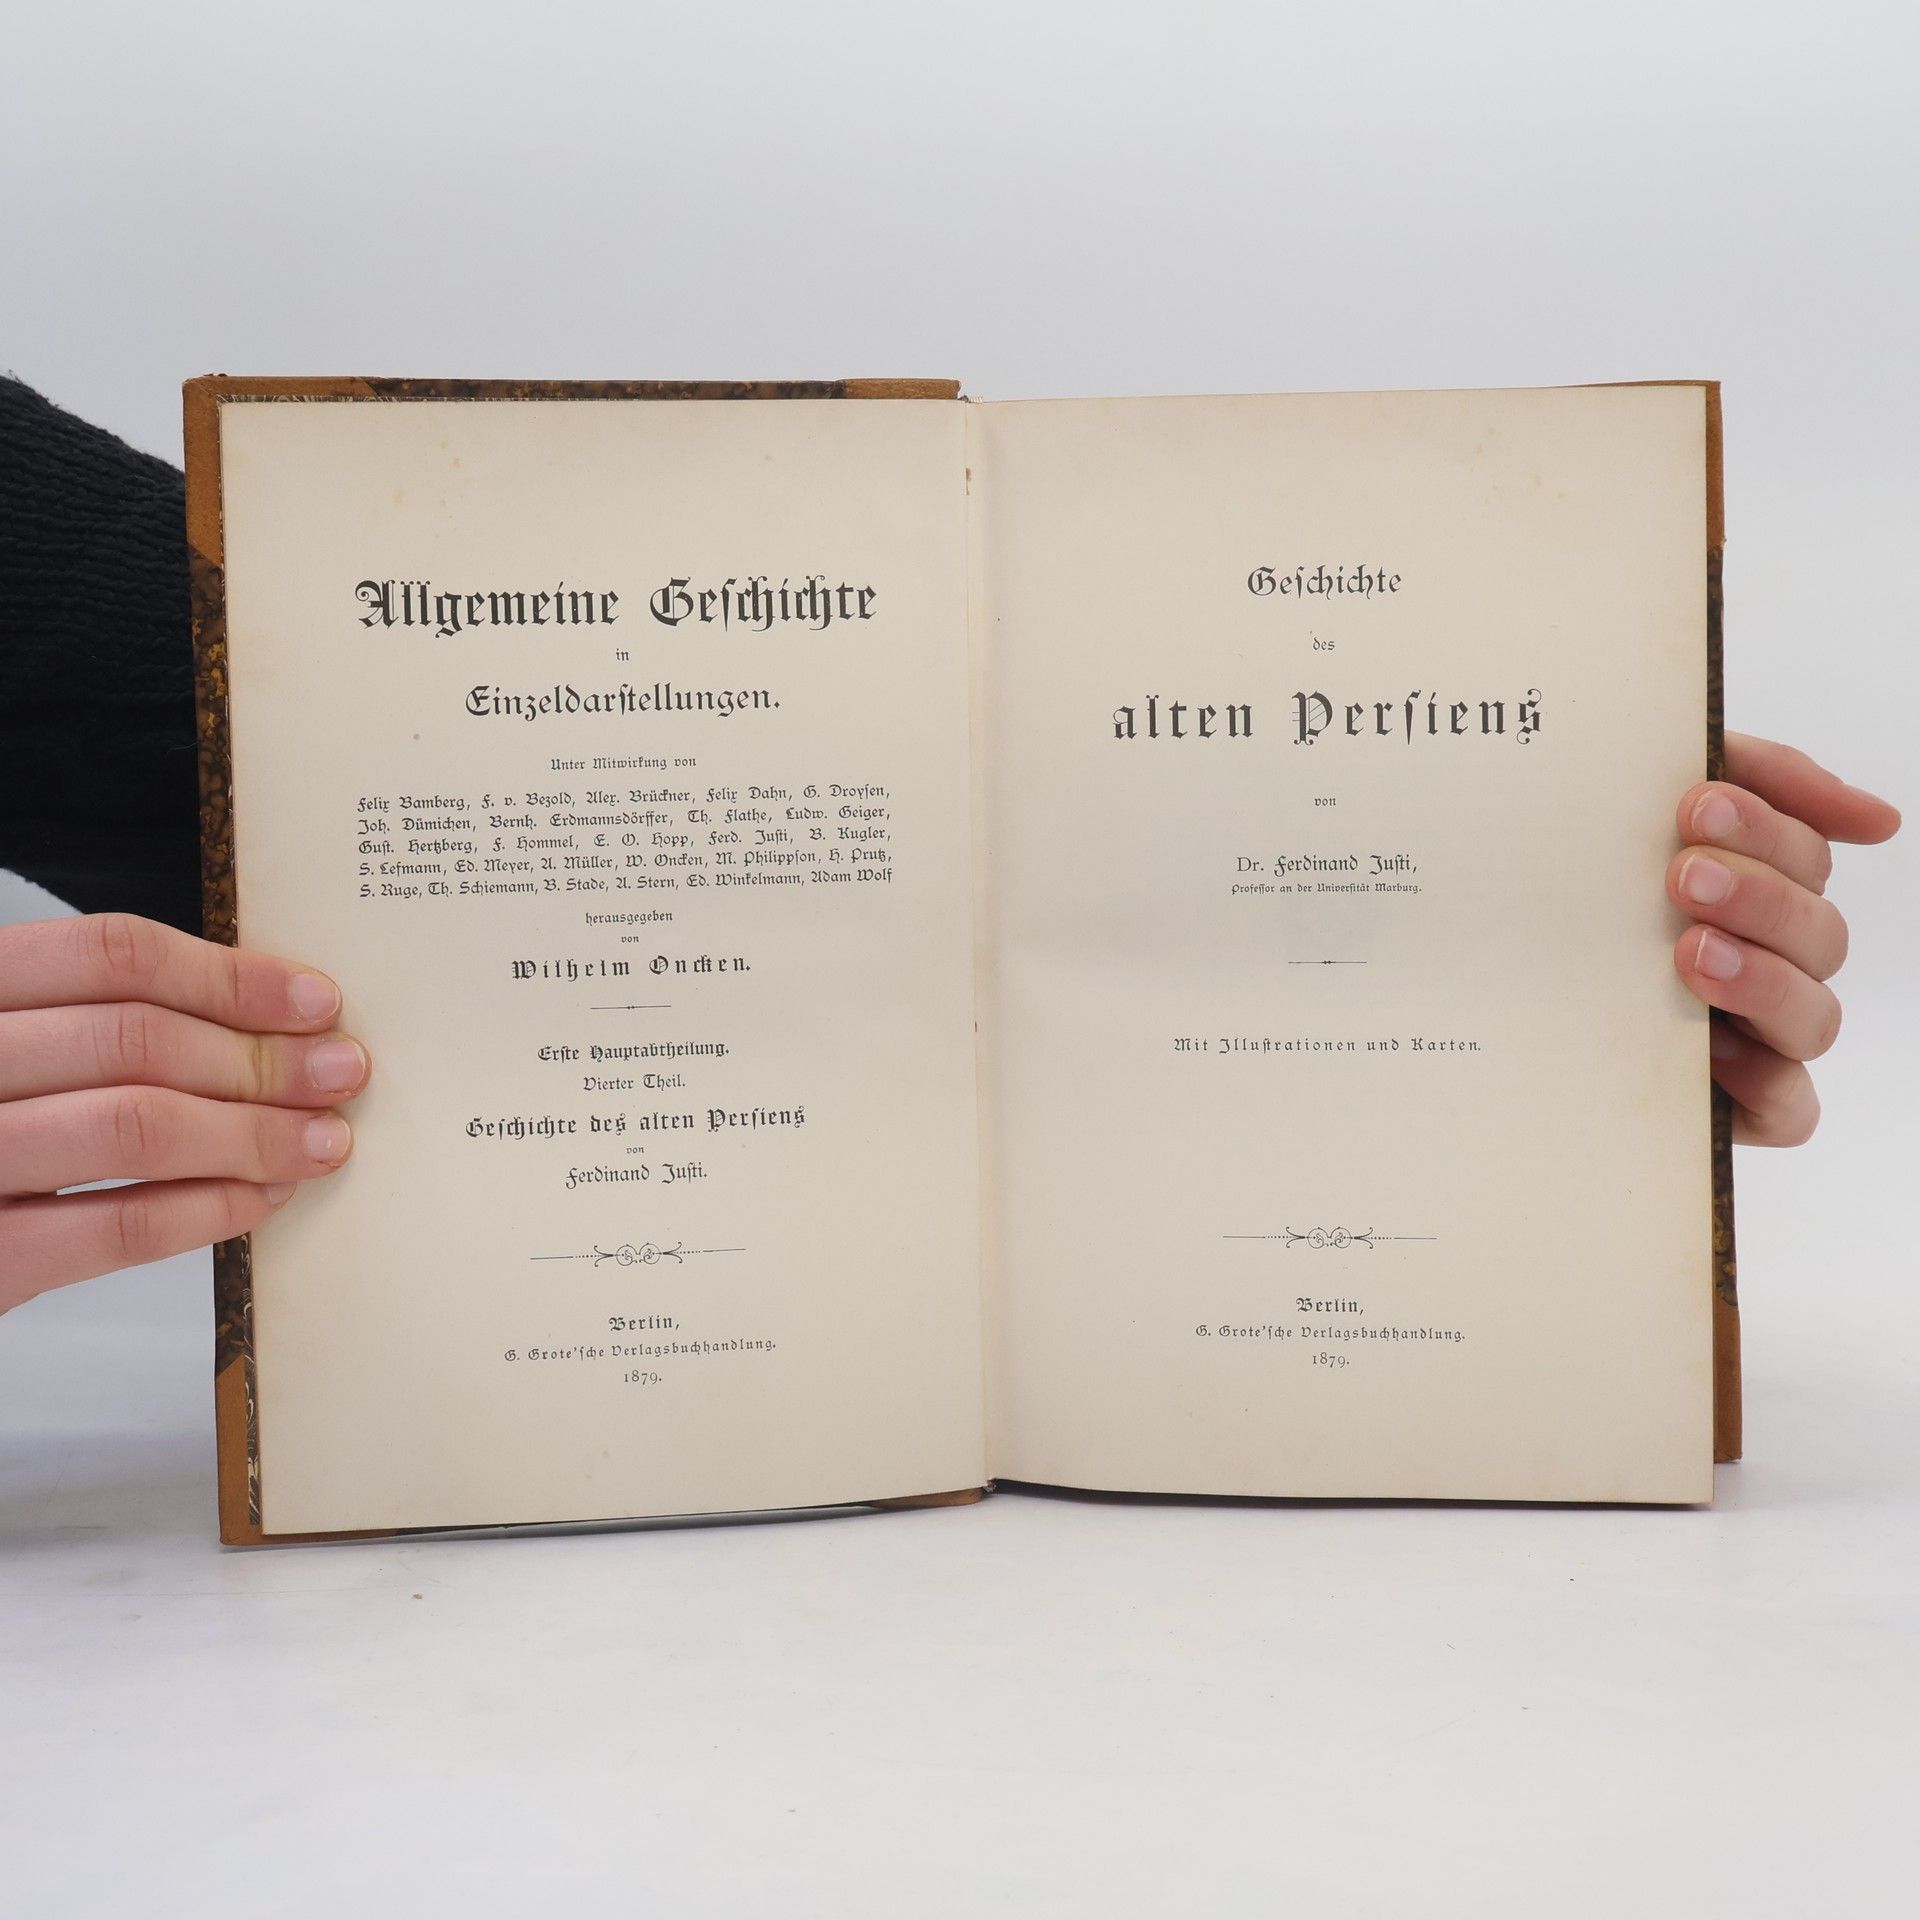 Allgemeine Geſchichte
in
Einzeldarſtellungen.
Unter Mitwirkung von
Felix Bamberg, F. v. Bezold, Alex. Brückner, Felix Dahn, G. Droyſen,
Joh. Dümichen, Bernh. Erdmannsdörffer, Th. Flathe, Ludw. Geiger,
Guſt. Hertzberg, F. Hommel, E. O. Hopp, Ferd. Juſti, B. Kugler,
S. Lefmann, Ed. Meyer, A. Müller, W. Oncken, M. Philippſon, H. Prutz,
S. Ruge, Th. Schiemann, B. Stade, A. Stern, Ed. Winkelmann, Adam Wolf
herausgegeben
von
Wilhelm Oncken.
Erſte Hauptabtheilung.
Vierter Theil.
Geſchichte des alten Perſiens
von
Ferdinand Juſti.
Berlin,
G. Grote'ſche Verlagsbuchhandlung.
1879.
Geſchichte
des
alten Perſiens
von
Dr. Ferdinand Juſti,
Profeſſor an der Univerſität Marburg.
Mit Illuſtrationen und Karten.
Berlin,
G. Grote'ſche Verlagsbuchhandlung.
1879.